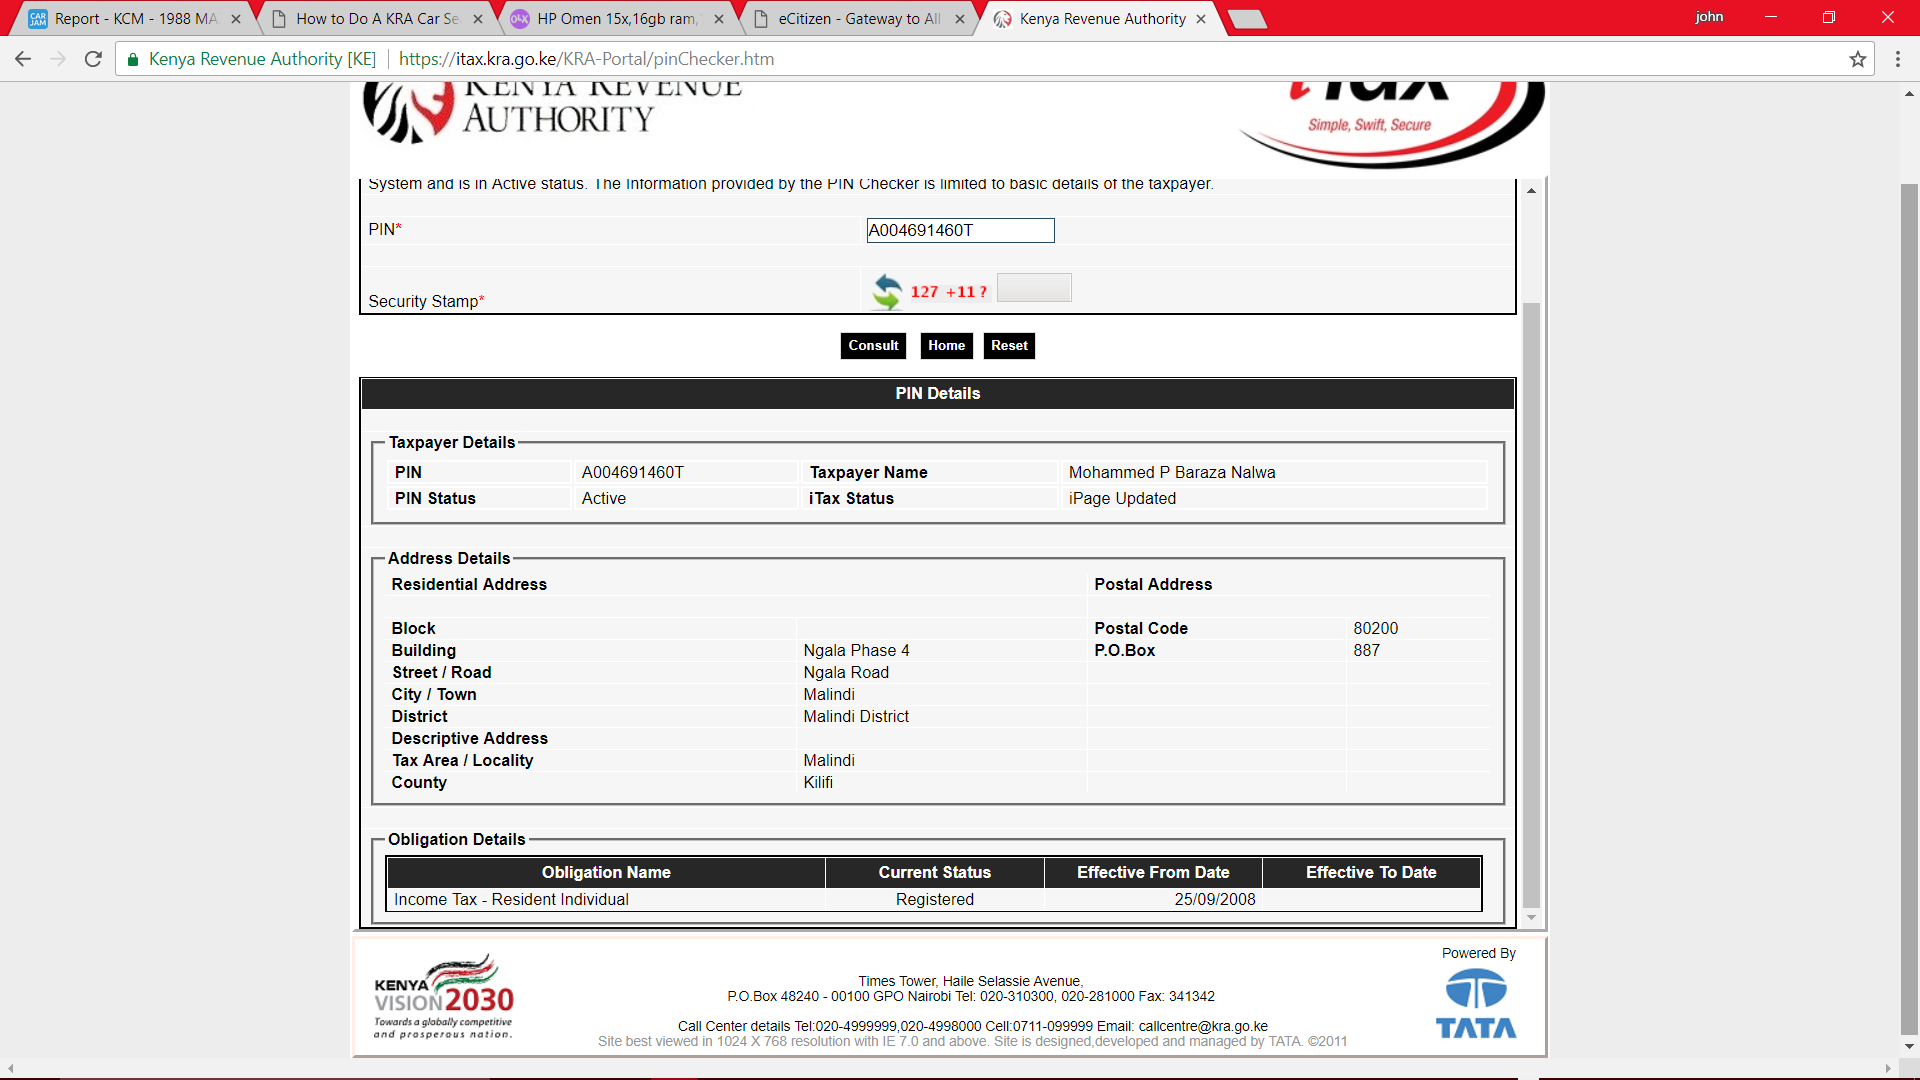 Report - KCM - 1988 MA
How to Do A KRA Car Se
HP Omen 15x,16gb ram,
eCitizen - Gateway to All
Kenya Revenue Authority
john
Kenya Revenue Authority [KE] https://itax.kra.go.ke/KRA-Portal/pinChecker.htm
KENYA REVENUE
AUTHORITY
iTax
Simple, Swift, Secure
System and is in Active status. The Information provided by the PIN Checker is limited to basic details of the taxpayer.
PIN* A004691460T
Security Stamp* 127 +11 ?
Consult Home Reset
PIN Details
Taxpayer Details
PIN A004691460T Taxpayer Name Mohammed P Baraza Nalwa
PIN Status Active iTax Status iPage Updated
Address Details
Residential Address Postal Address
Block Postal Code 80200
Building Ngala Phase 4 P.O.Box 887
Street / Road Ngala Road
City / Town Malindi
District Malindi District
Descriptive Address
Tax Area / Locality Malindi
County Kilifi
Obligation Details
Obligation Name Current Status Effective From Date Effective To Date
Income Tax - Resident Individual Registered 25/09/2008
KENYA
VISION 2030
Towards a globally competitive
and prosperous nation.
Times Tower, Haile Selassie Avenue,
P.O.Box 48240 - 00100 GPO Nairobi Tel: 020-310300, 020-281000 Fax: 341342
Call Center details Tel:020-4999999,020-4998000 Cell:0711-099999 Email: callcentre@kra.go.ke
Site best viewed in 1024 X 768 resolution with IE 7.0 and above. Site is designed,developed and managed by TATA. ©2011
Powered By
TATA